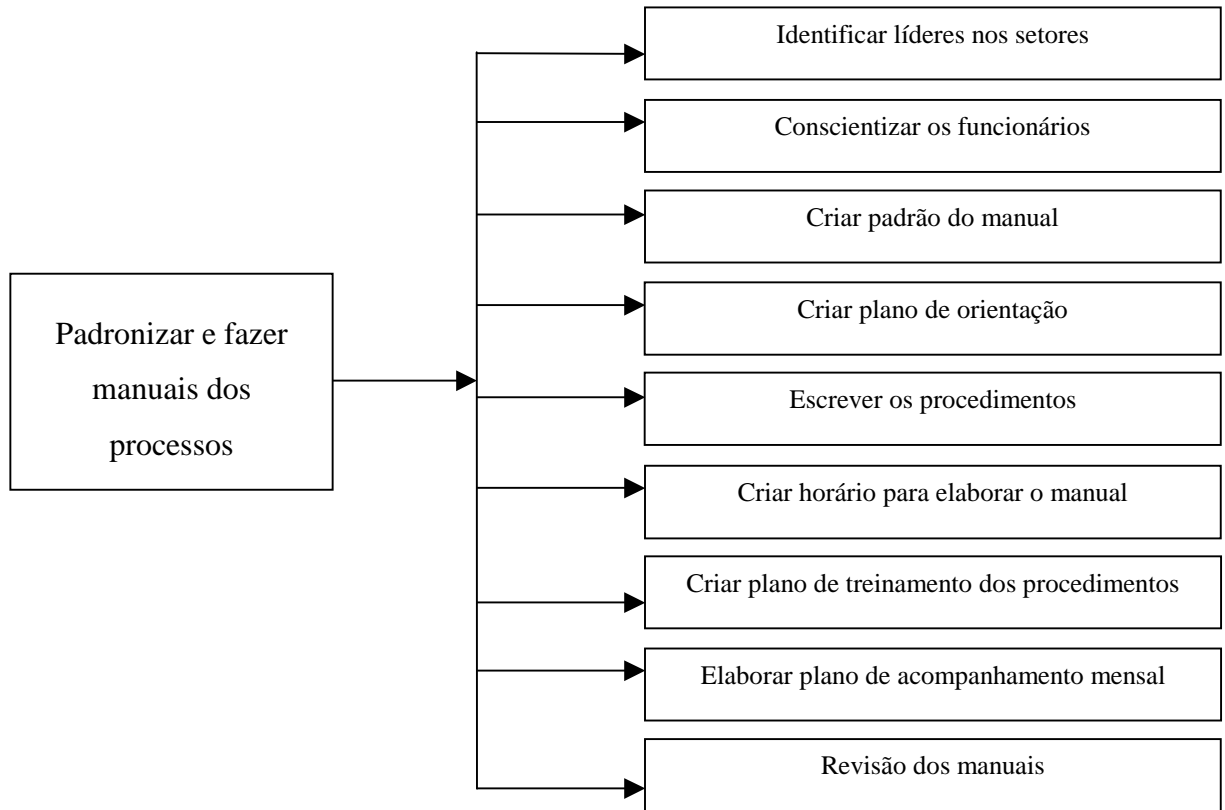 Identificar líderes nos setores
Conscientizar os funcionários
Criar padrão do manual
Criar plano de orientação
Padronizar e fazer
manuais dos
processos
Escrever os procedimentos
Criar horário para elaborar o manual
Criar plano de treinamento dos procedimentos
Elaborar plano de acompanhamento mensal
Revisão dos manuais